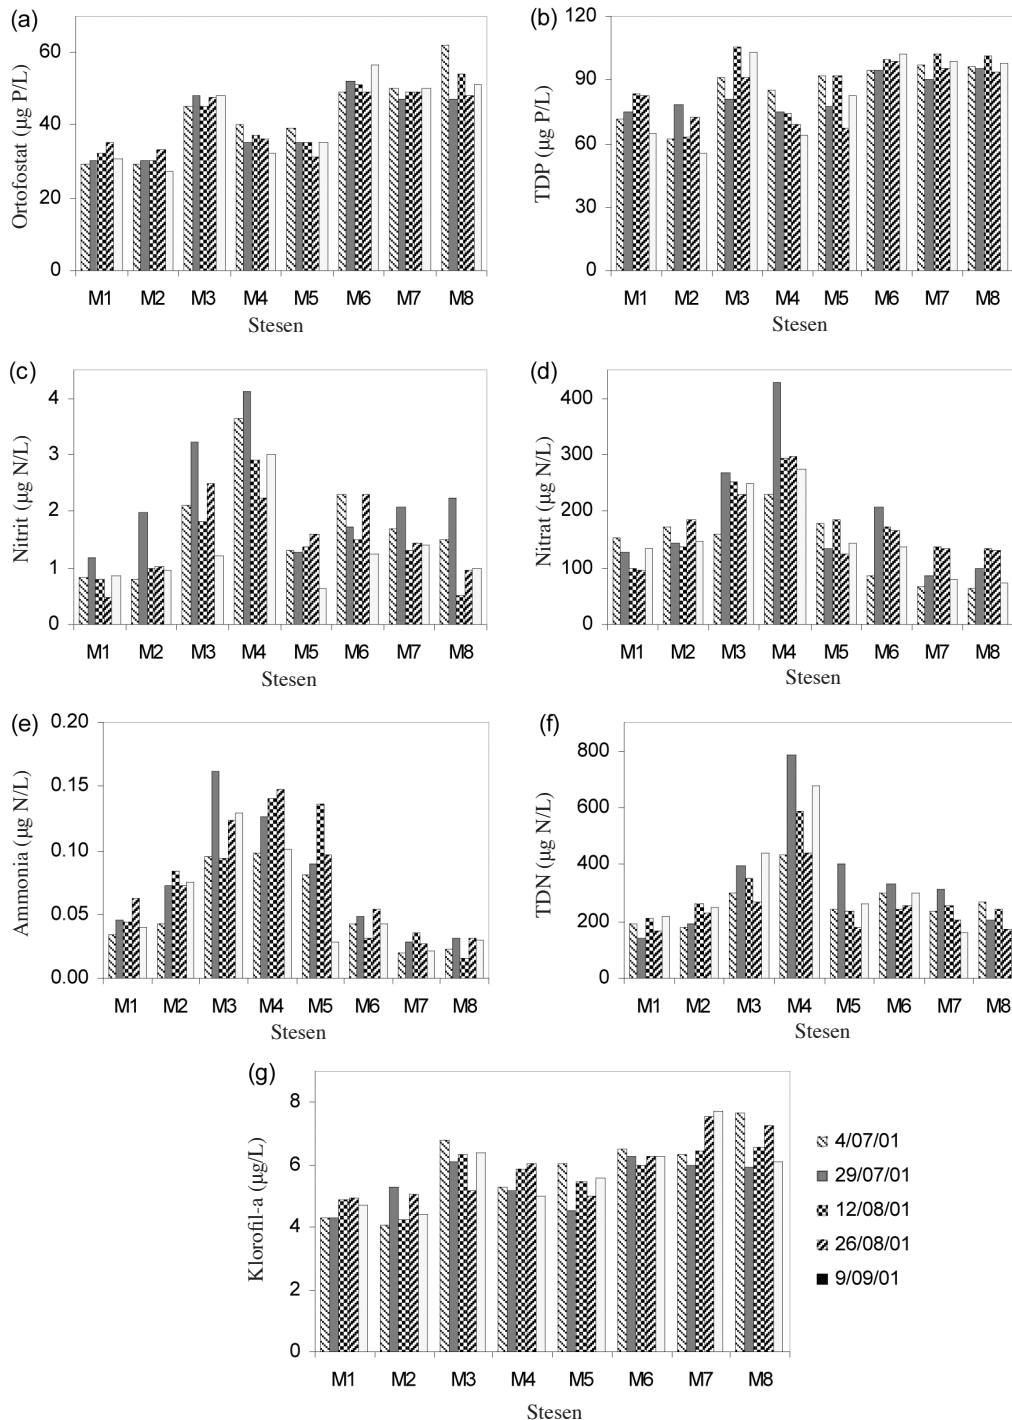 (a)
Ortofostat (µg P/L)
60
40
20
0
M1 M2 M3 M4 M5 M6 M7 M8
Stesen
(b)
TDP (µg P/L)
120
90
60
30
0
M1 M2 M3 M4 M5 M6 M7 M8
Stesen
(c)
Nitrit (µg N/L)
4
3
2
1
0
M1 M2 M3 M4 M5 M6 M7 M8
Stesen
(d)
Nitrat (µg N/L)
400
300
200
100
0
M1 M2 M3 M4 M5 M6 M7 M8
Stesen
(e)
Ammonia (µg N/L)
0.20
0.15
0.10
0.05
0.00
M1 M2 M3 M4 M5 M6 M7 M8
Stesen
(f)
TDN (µg N/L)
800
600
400
200
0
M1 M2 M3 M4 M5 M6 M7 M8
Stesen
(g)
Klorofil-a (µg/L)
8
6
4
2
0
M1 M2 M3 M4 M5 M6 M7 M8
Stesen
4/07/01
29/07/01
12/08/01
26/08/01
9/09/01